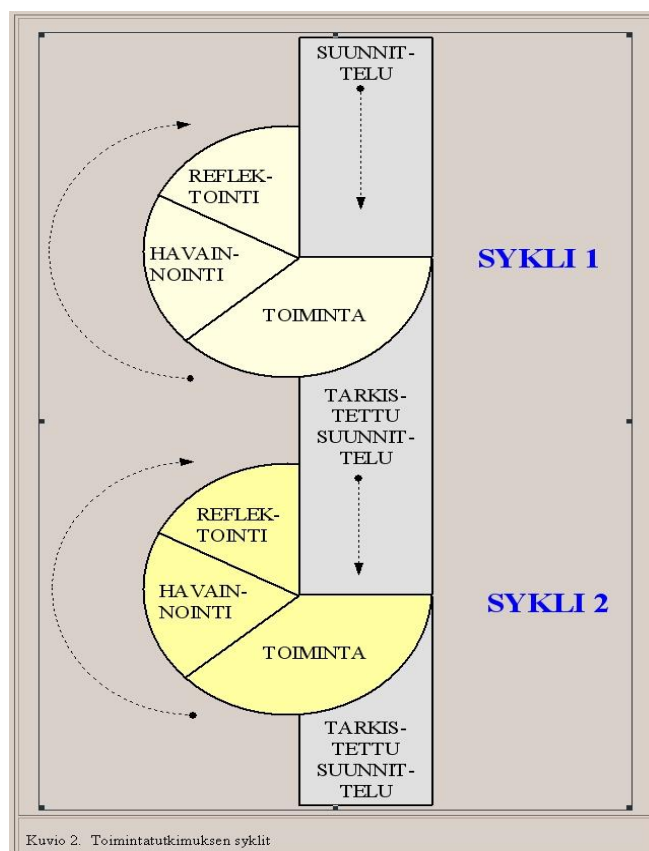 SUUNNIT-
TELU
REFLEK-
TOINTI
HAVAIN-
NOINTI
SYKLI 1
TOIMINTA
TARKIS-
TETTU
SUUNNIT-
TELU
REFLEK-
TOINTI
HAVAIN-
NOINTI
SYKLI 2
TOIMINTA
TARKIS-
TETTU
SUUNNIT-
TELU
Kuvio 2. Toimintatutkimuksen syklit